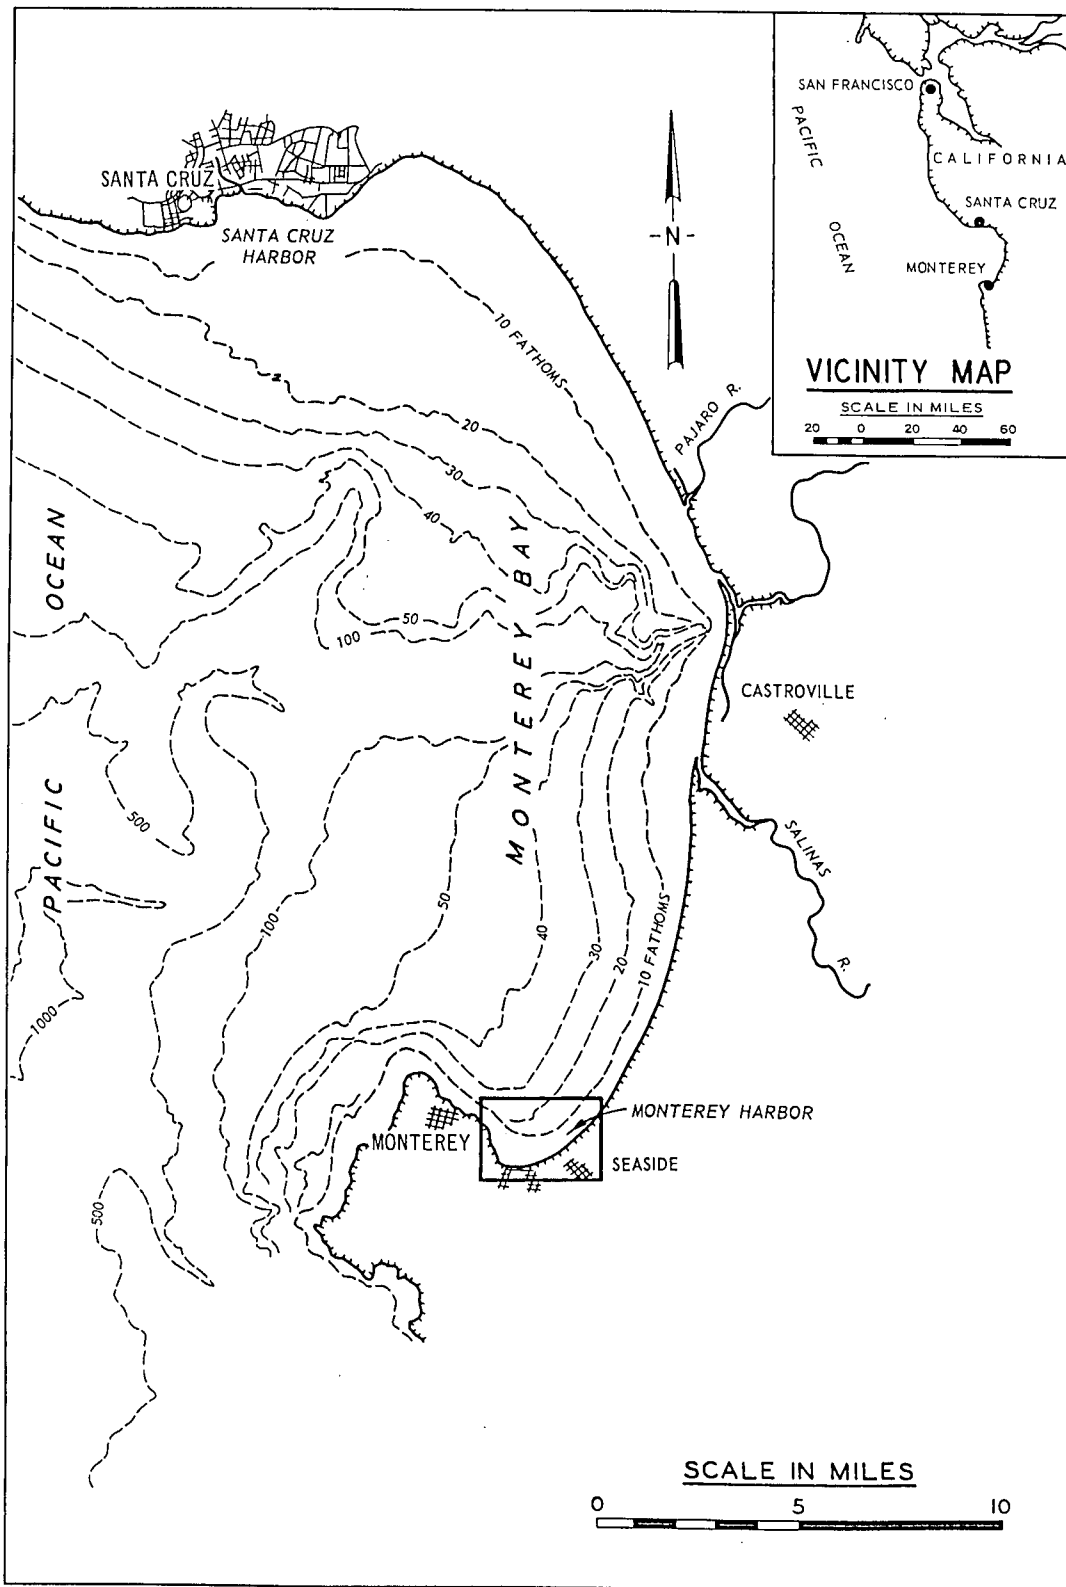 SAN FRANCISCO
PACIFIC
CALIFORNIA
SANTA CRUZ
OCEAN
MONTEREY
VICINITY MAP
SCALE IN MILES
20 0 20 40 60
SANTA CRUZ
SANTA CRUZ
HARBOR
-N-
10 FATHOMS
PAJARO R.
20
30
40
50
100
OCEAN
PACIFIC
MONTEREY BAY
CASTROVILLE
500
SALINAS
R.
100
50
40
30
20
10 FATHOMS
1000
MONTEREY HARBOR
MONTEREY
SEASIDE
500
SCALE IN MILES
0 5 10